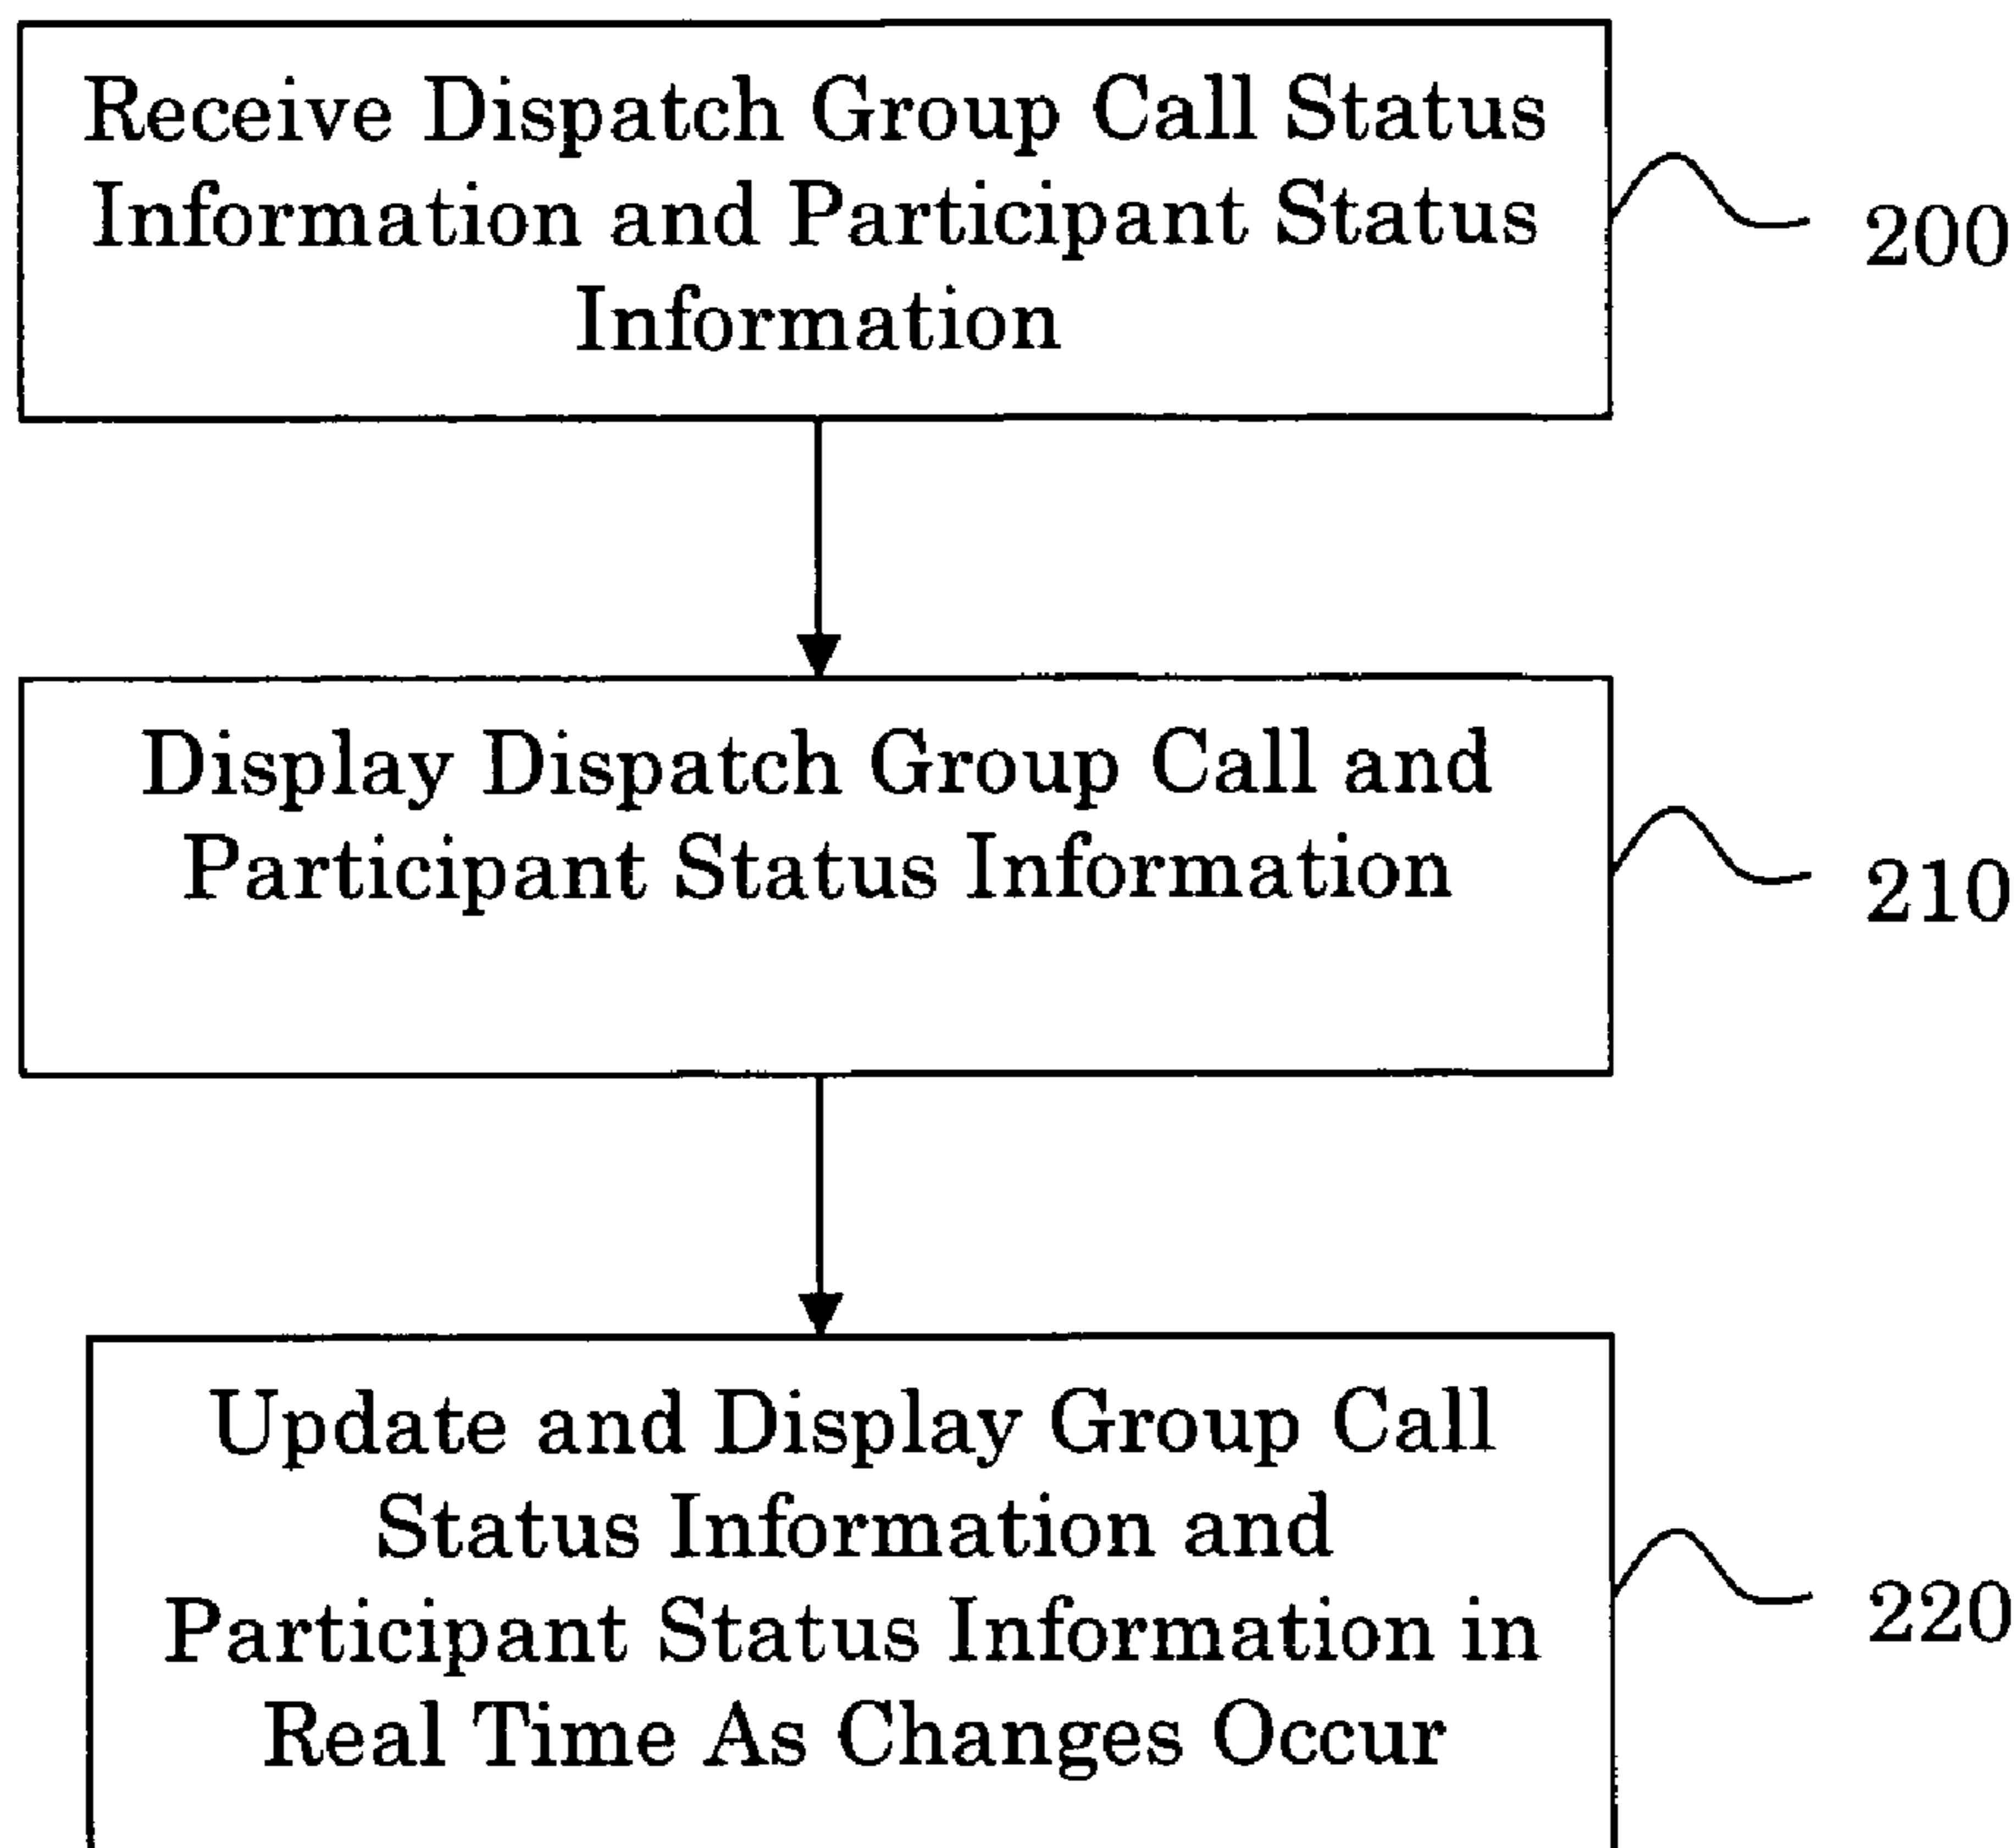 Receive Dispatch Group Call Status
Information and Participant Status
Information
200
Display Dispatch Group Call and
Participant Status Information
210
Update and Display Group Call
Status Information and
Participant Status Information in
Real Time As Changes Occur
220